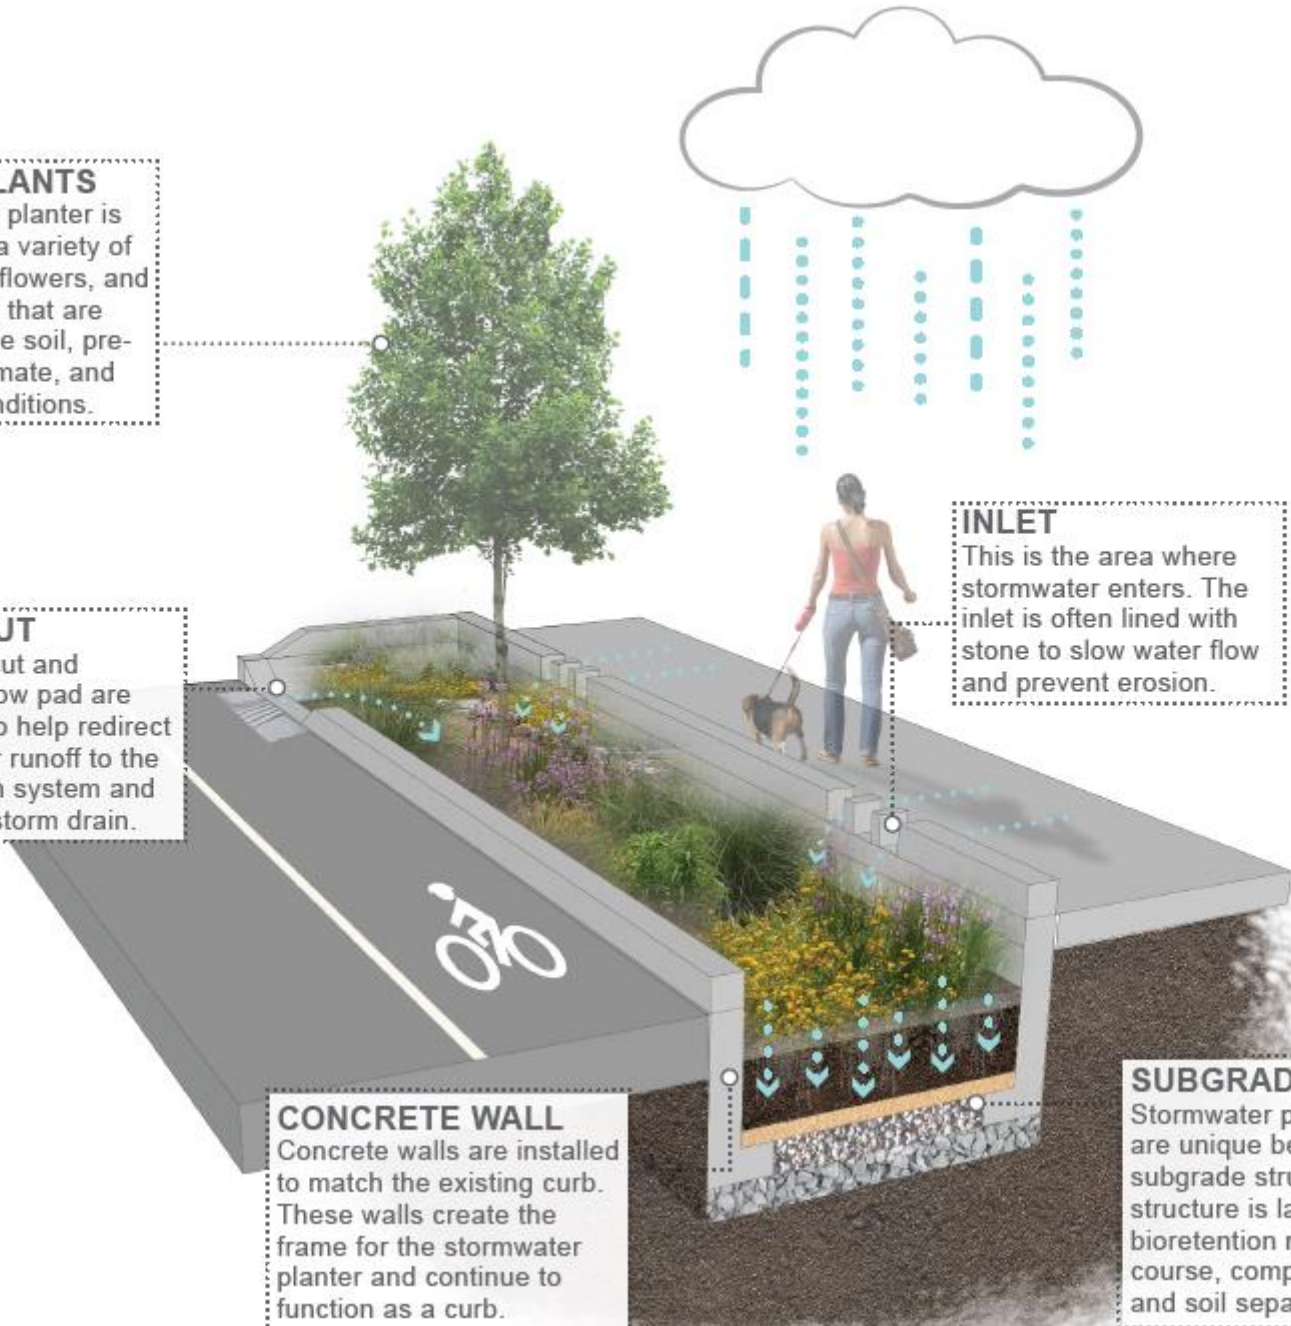 LANTS
planter is
a variety of
flowers, and
that are
e soil, pre-
mate, and
nditions.
INLET
This is the area where
stormwater enters. The
inlet is often lined with
stone to slow water flow
and prevent erosion.
UT
ut and
ow pad are
o help redirect
r runoff to the
n system and
storm drain.
CONCRETE WALL
Concrete walls are installed
to match the existing curb.
These walls create the
frame for the stormwater
planter and continue to
function as a curb.
SUBGRAD
Stormwater p
are unique be
subgrade stru
structure is la
bioretention r
course, comp
and soil sepa